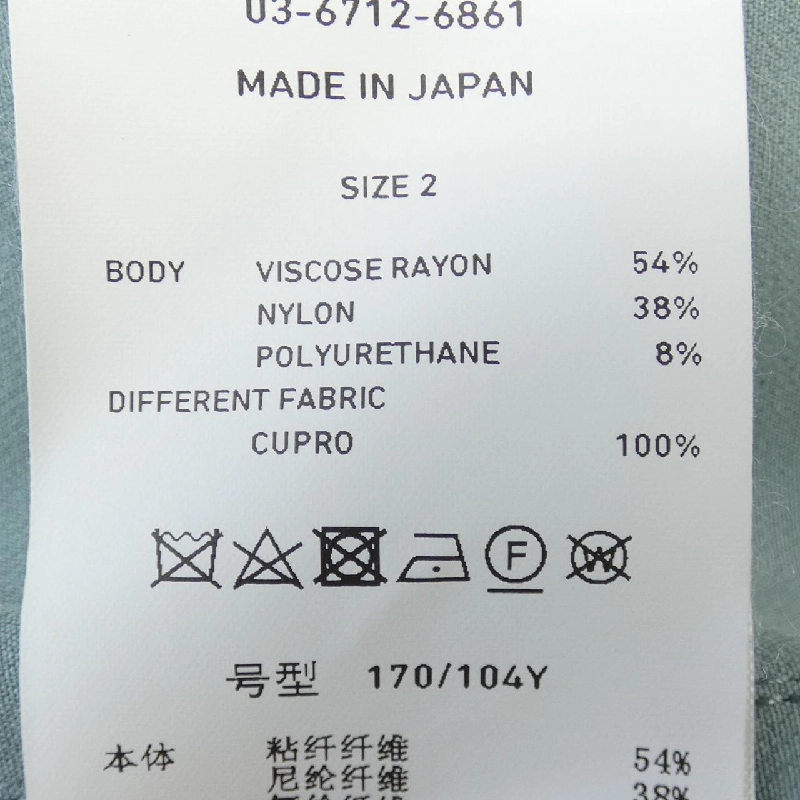 03-6712-6861
MADE IN JAPAN
SIZE 2
BODY VISCOSE RAYON 54%
NYLON 38%
POLYURETHANE 8%
DIFFERENT FABRIC
CUPRO 100%
F W
号型 170/104Y
本体 粘纤纤维 54%
尼纶纤维 38%